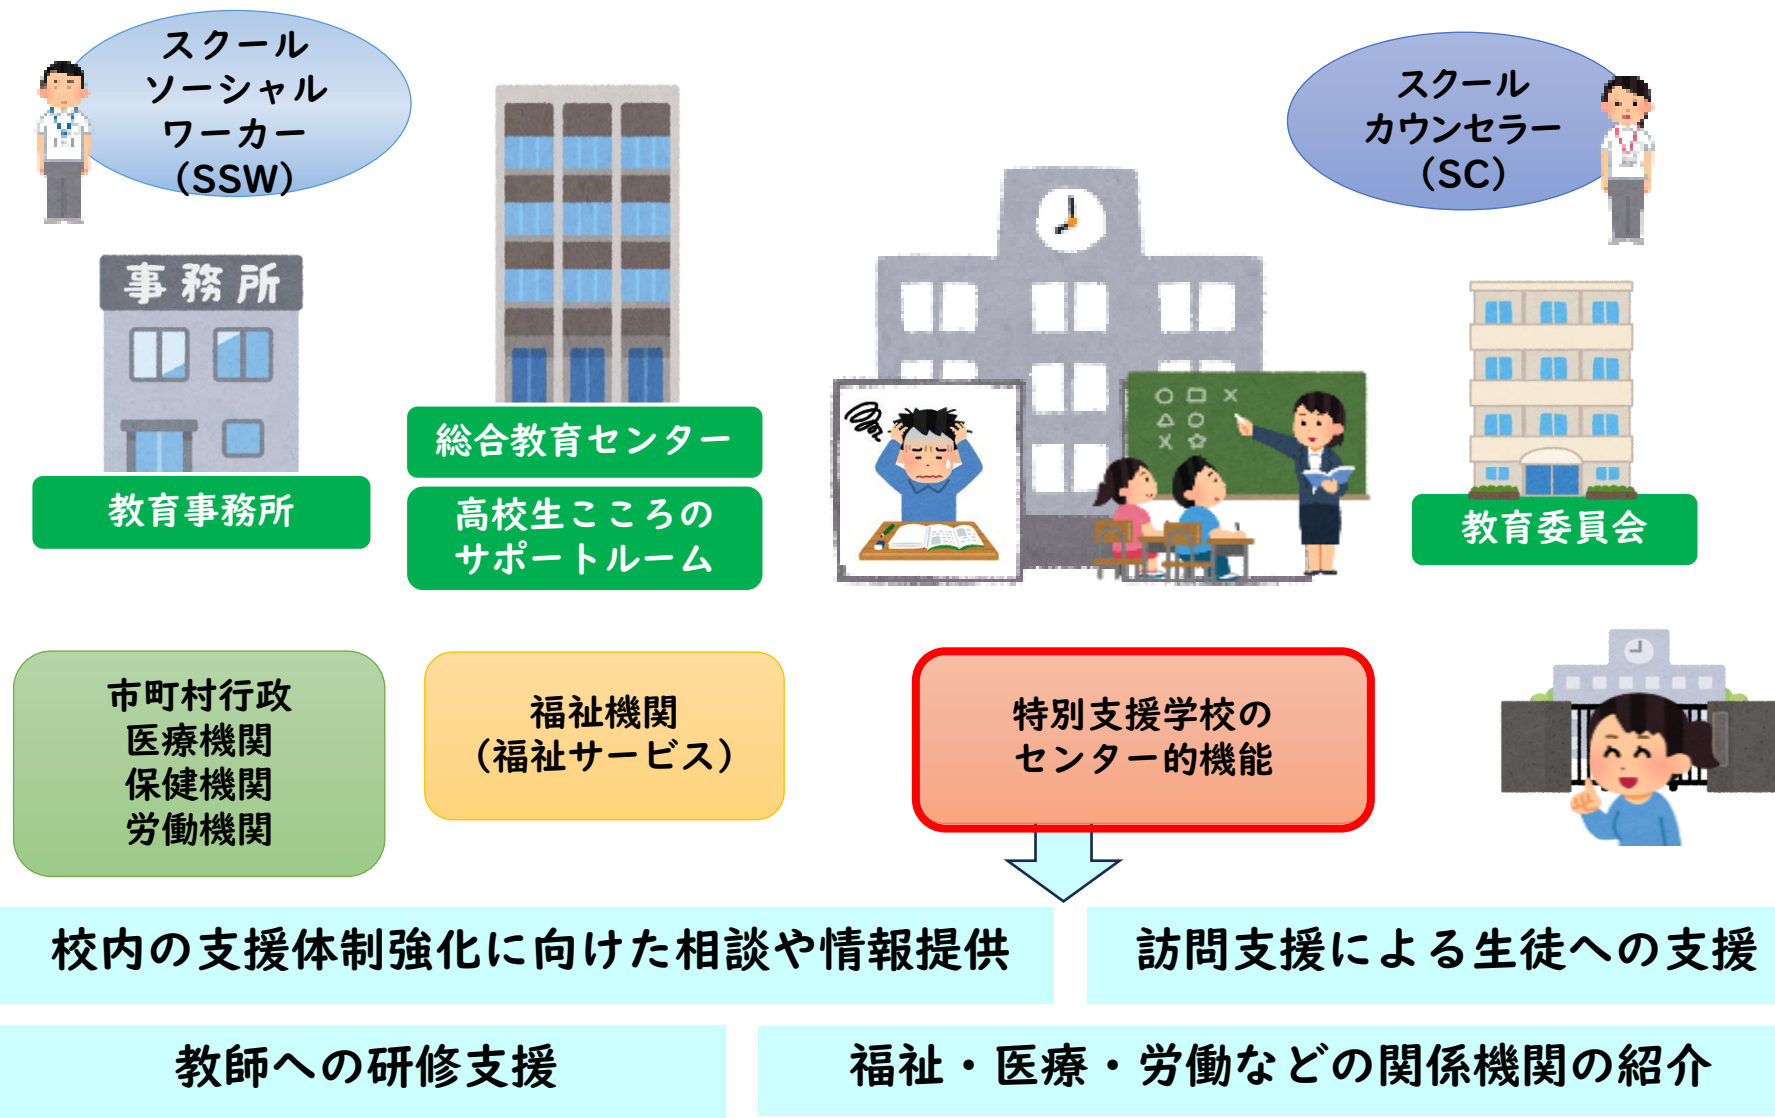 スクール
ソーシャル
ワーカー
（SSW）
スクール
カウンセラー
（SC）
事務所
教育事務所
総合教育センター
高校生こころの
サポートルーム
教育委員会
市町村行政
医療機関
保健機関
労働機関
福祉機関
（福祉サービス）
特別支援学校の
センター的機能
校内の支援体制強化に向けた相談や情報提供
訪問支援による生徒への支援
教師への研修支援
福祉・医療・労働などの関係機関の紹介